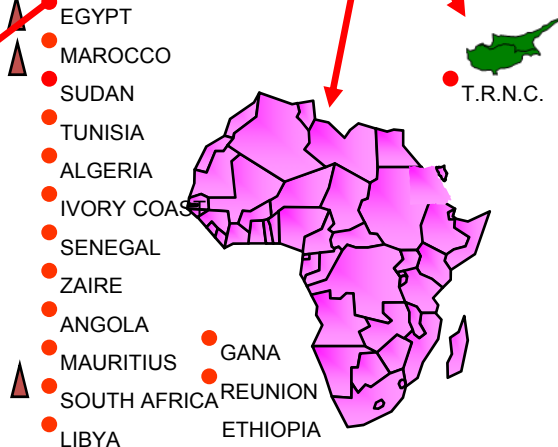 EGYPT
MAROCCO
SUDAN
T.R.N.C.
TUNISIA
ALGERIA
IVORY COAST
SENEGAL
ZAIRE
ANGOLA
MAURITIUS
GANA
SOUTH AFRICA
REUNION
LIBYA
ETHIOPIA